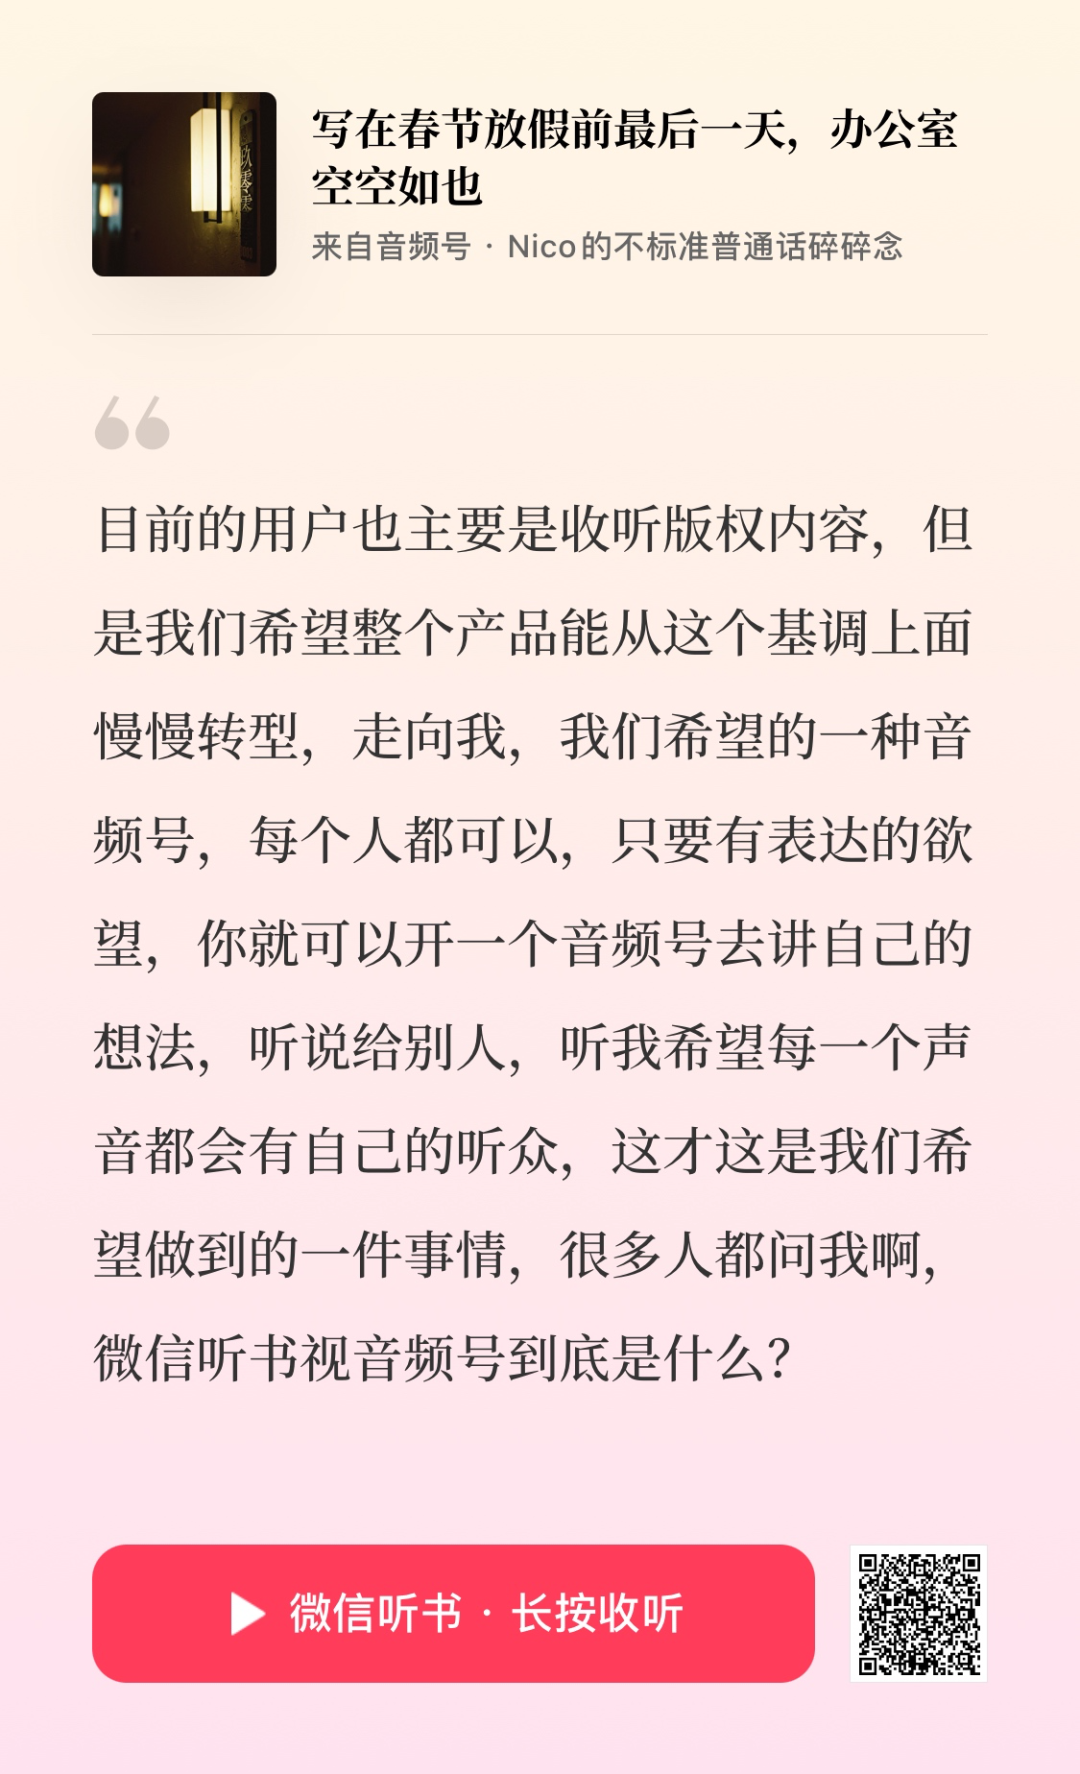 写在春节放假前最后一天，办公室
空空如也
来自音频号 · Nico的不标准普通话碎碎念
目前的用户也主要是收听版权内容，但
是我们希望整个产品能从这个基调上面
慢慢转型，走向我，我们希望的一种音
频号，每个人都可以，只要有表达的欲
望，你就可以开一个音频号去讲自己的
想法，听说给别人，听我希望每一个声
音都会有自己的听众，这才这是我们希
望做到的一件事情，很多人都问我啊，
微信听书视音频号到底是什么？
微信听书 · 长按收听